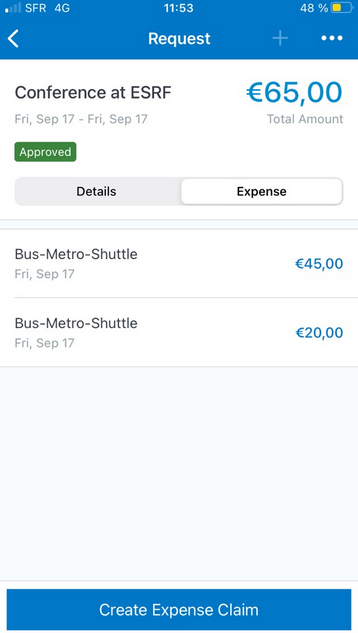 SFR 4G 11:53 48 %
Request
Conference at ESRF €65,00
Fri, Sep 17 - Fri, Sep 17 Total Amount
Approved
Details Expense
Bus-Metro-Shuttle
€45,00
Fri, Sep 17
Bus-Metro-Shuttle
€20,00
Fri, Sep 17
Create Expense Claim